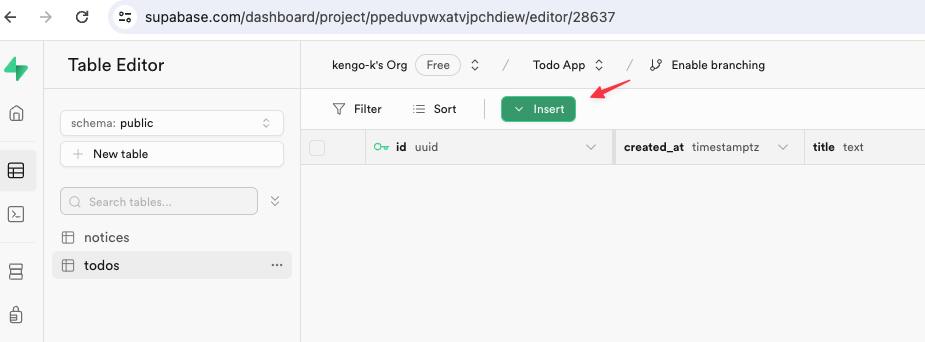 supabase.com/dashboard/project/ppeduvpwxatvjpchdiew/editor/28637
Table Editor
kengo-k's Org Free / Todo App / Enable branching
Filter Sort Insert
schema: public
New table
id uuid created_at timestamptz title text
Search tables...
notices
todos